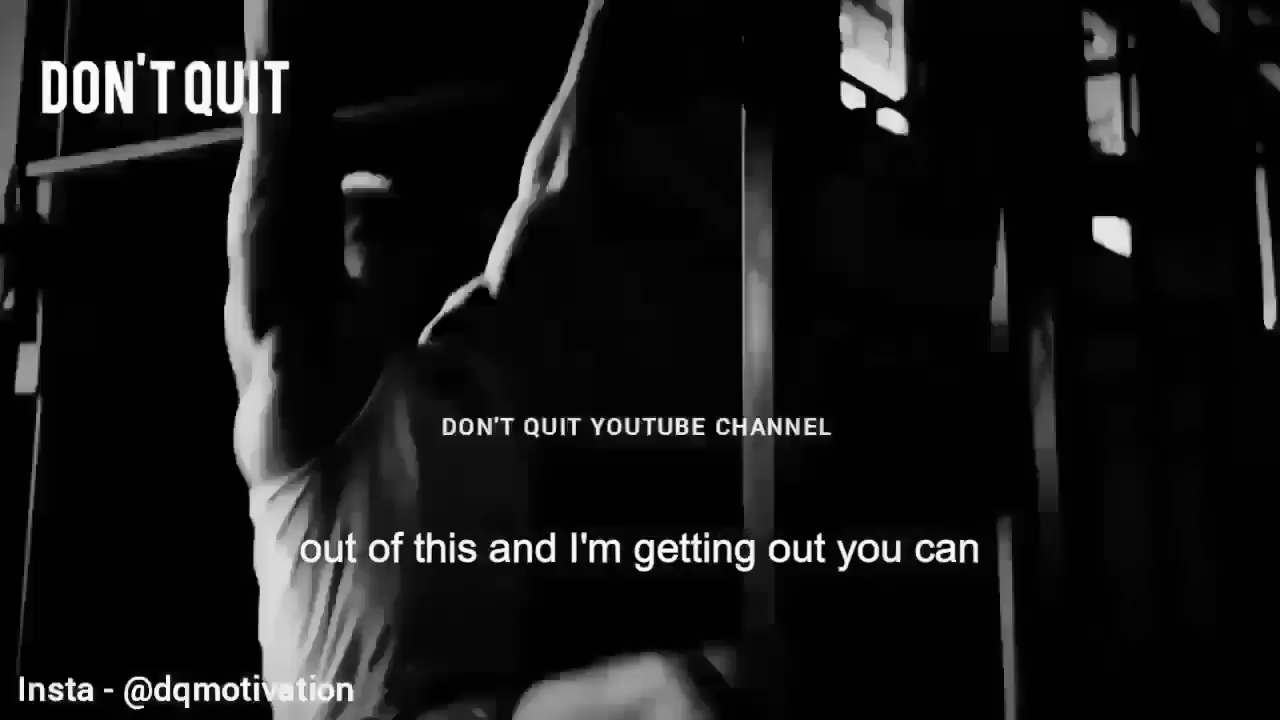 DON'T QUIT
DON'T QUIT YOUTUBE CHANNEL
out of this and I'm getting out you can
Insta - @dqmotivation